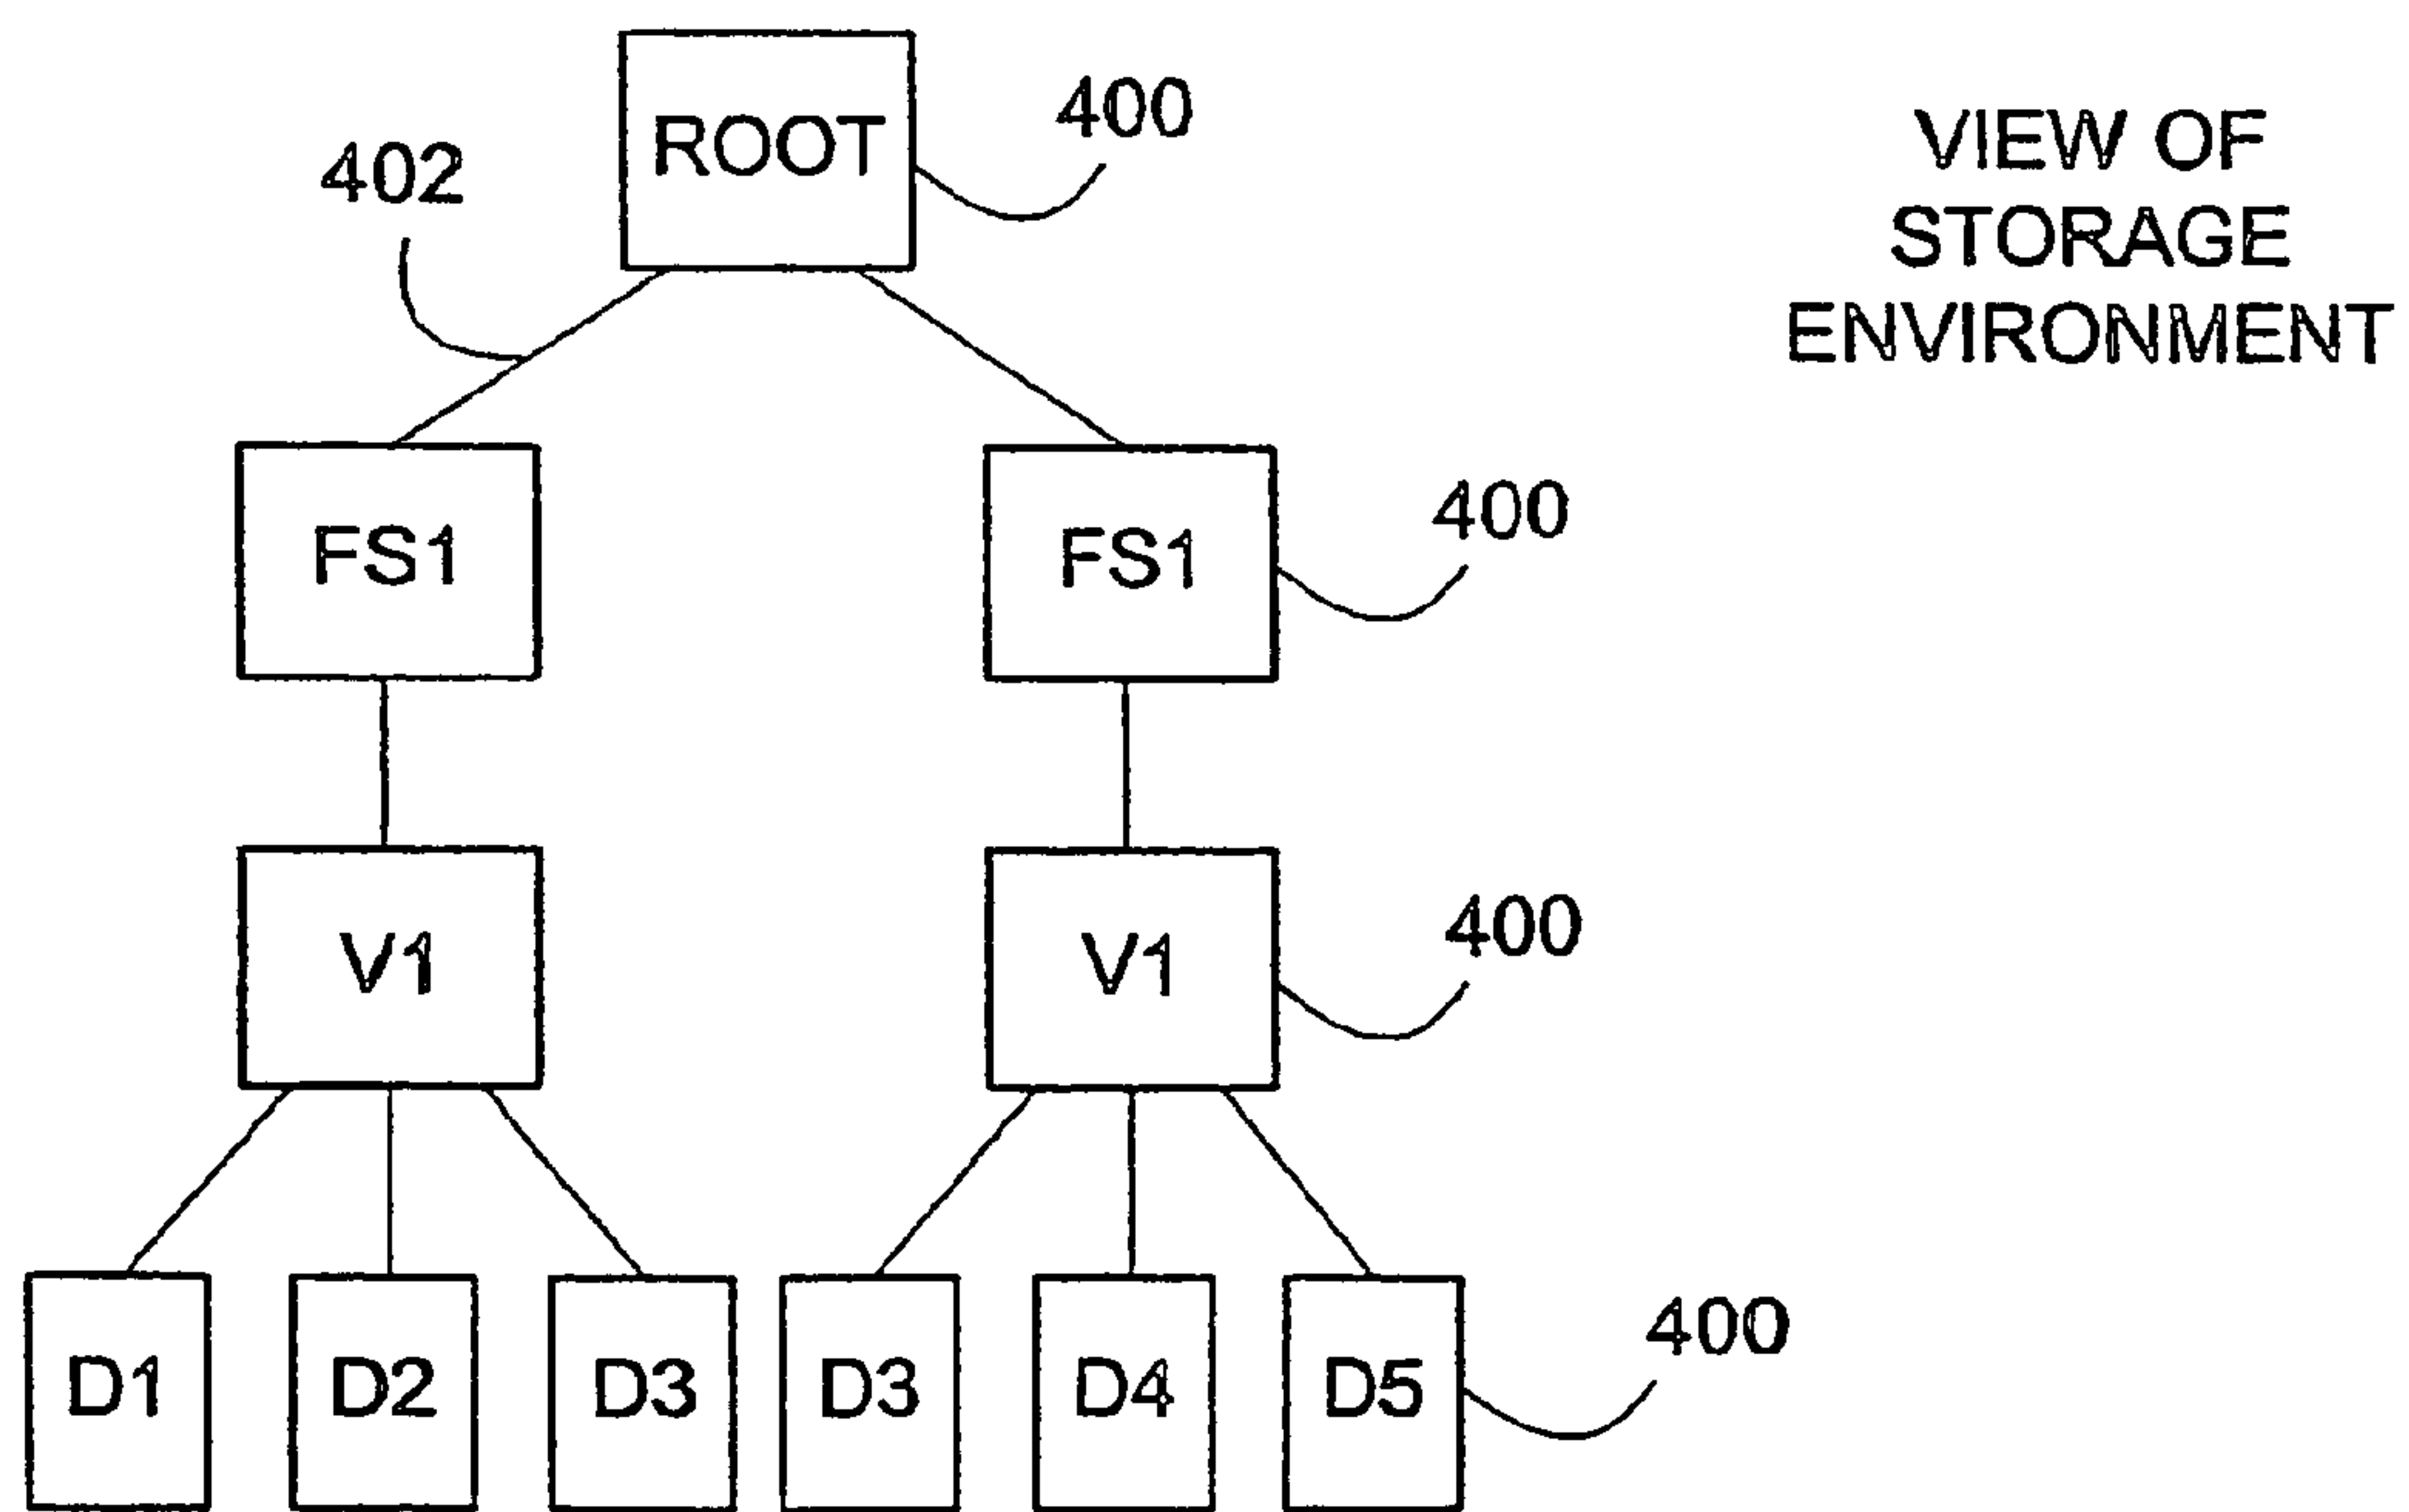 ROOT
400
402
VIEW OF
STORAGE
ENVIRONMENT
FS1
FS1
400
V1
V1
400
D1
D2
D3
D3
D4
D5
400